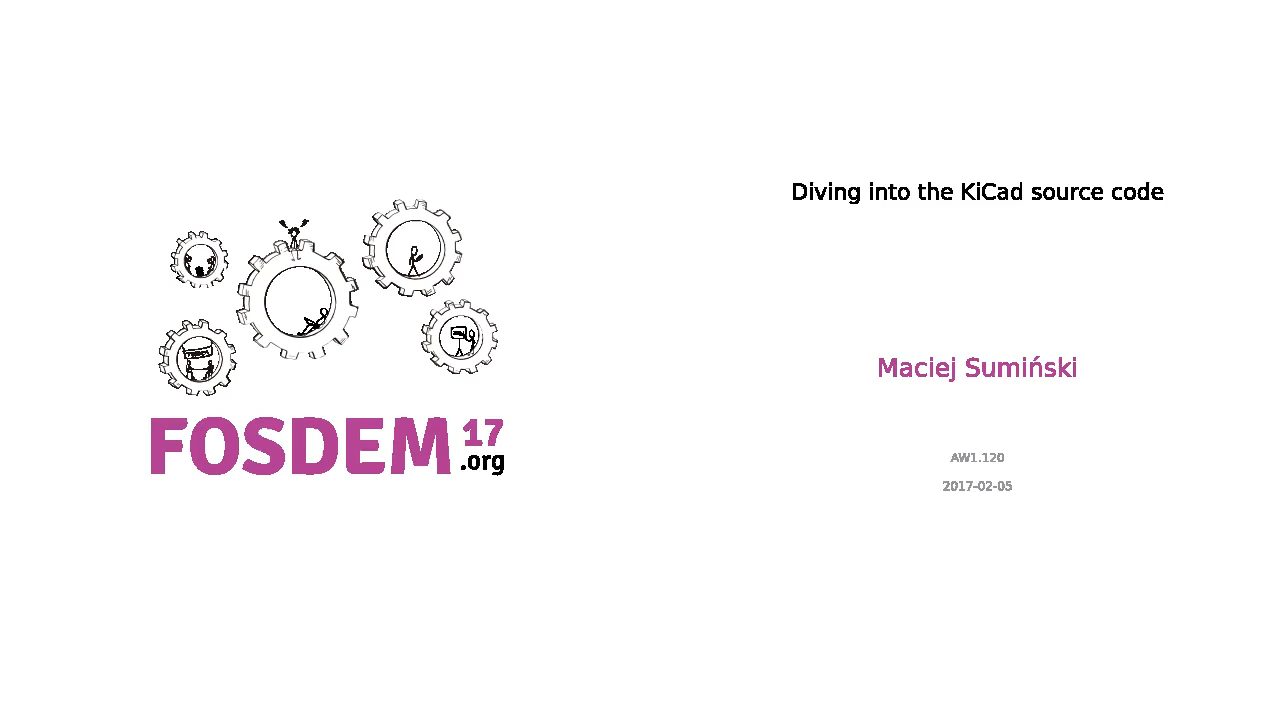 FOSDEM 17
.org
Diving into the KiCad source code
Maciej Sumiński
AW1.120
2017-02-05